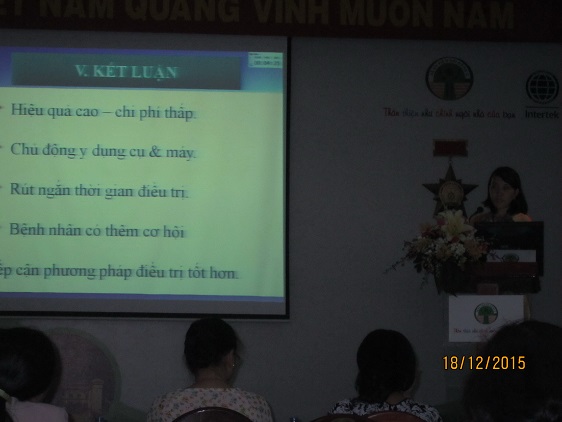 ỆT NAM QUANG VINH MUÔN NĂM
V. KẾT LUẬN
Hiệu quả cao – chi phí thấp.
Chủ động y dụng cụ & máy.
Rút ngắn thời gian điều trị.
Bệnh nhân có thêm cơ hội
ếp cận phương pháp điều trị tốt hơn.
Intertek
18/12/2015